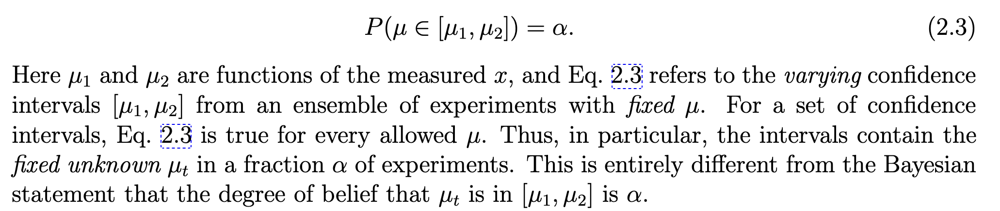 P(μ ∈ [μ₁, μ₂]) = α. (2.3)
Here μ₁ and μ₂ are functions of the measured x, and Eq. 2.3 refers to the varying confidence
intervals [μ₁, μ₂] from an ensemble of experiments with fixed μ. For a set of confidence
intervals, Eq. 2.3 is true for every allowed μ. Thus, in particular, the intervals contain the
fixed unknown μₜ in a fraction α of experiments. This is entirely different from the Bayesian
statement that the degree of belief that μₜ is in [μ₁, μ₂] is α.